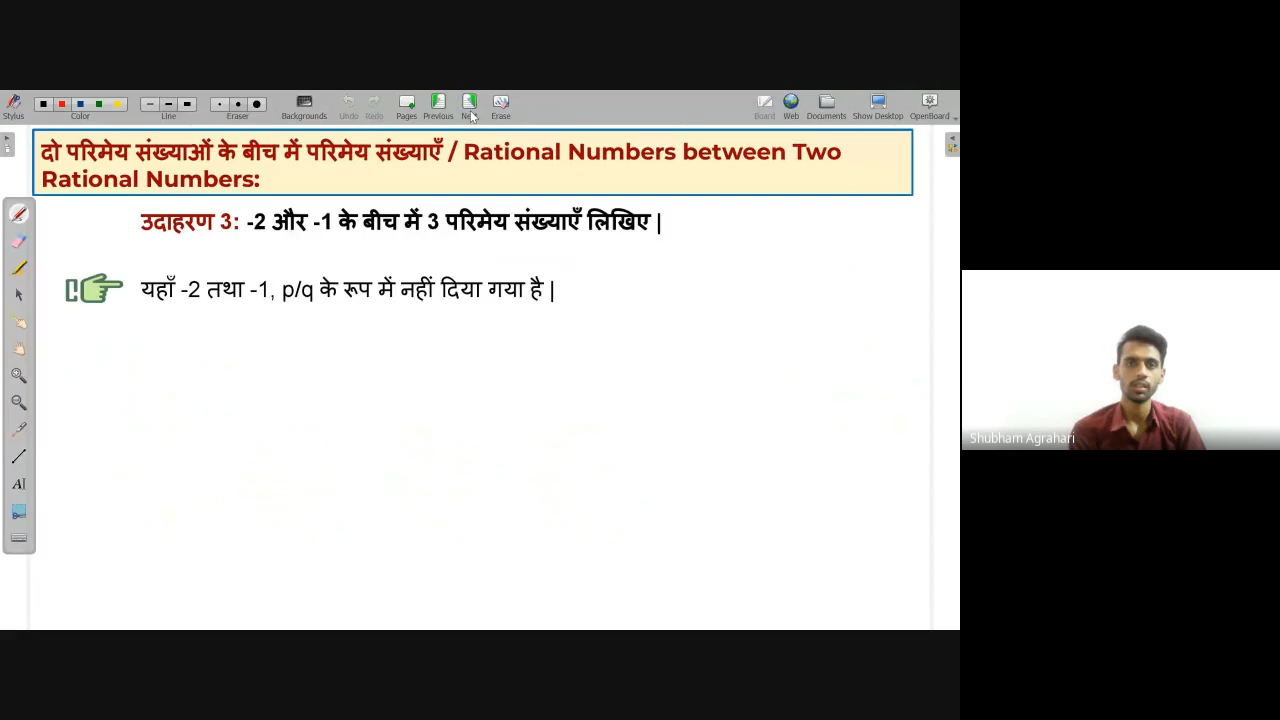 Stylus
Color
Line
Eraser
Backgrounds
Undo
Redo
Pages
Previous
Erase
Board
Web
Documents
Show Desktop
OpenBoard
दो परिमेय संख्याओं के बीच में परिमेय संख्याएँ / Rational Numbers between Two
Rational Numbers:
उदाहरण 3: -2 और -1 के बीच में 3 परिमेय संख्याएँ लिखिए |
यहाँ -2 तथा -1, p/q के रूप में नहीं दिया गया है |
AI
Shubham Agrahari